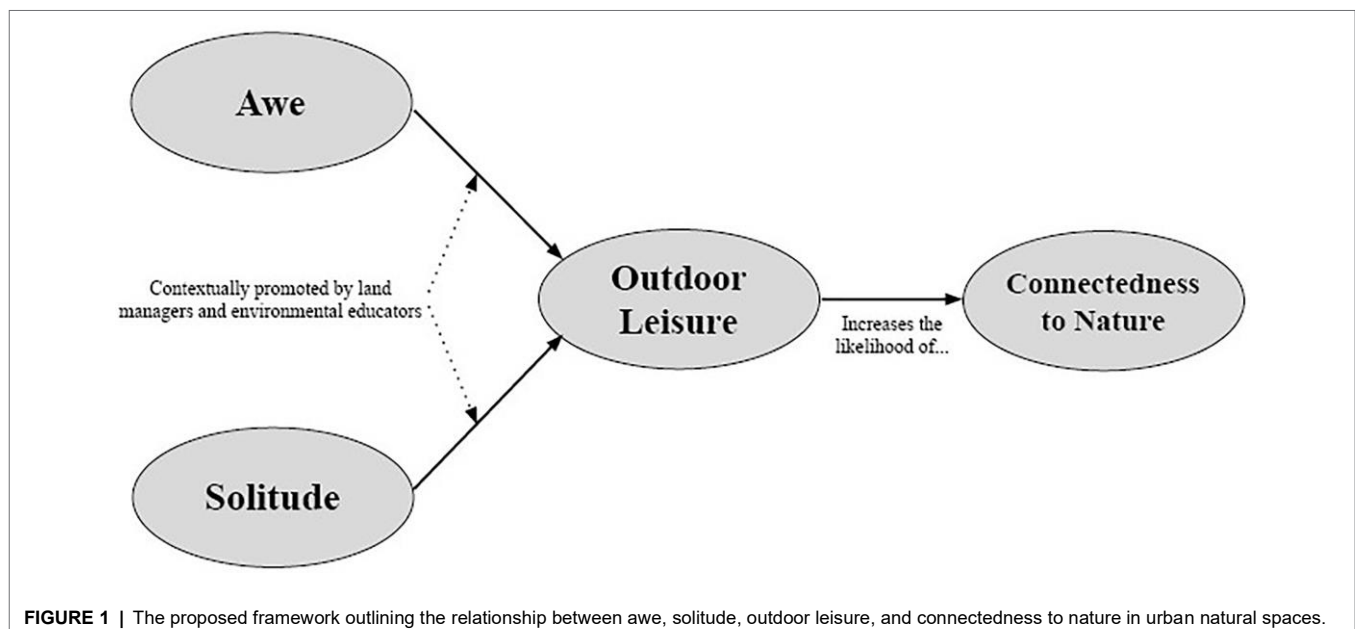 Awe
Contextually promoted by land
managers and environmental educators
Solitude
Outdoor
Leisure
Increases the
likelihood of...
Connectedness
to Nature
FIGURE 1 | The proposed framework outlining the relationship between awe, solitude, outdoor leisure, and connectedness to nature in urban natural spaces.